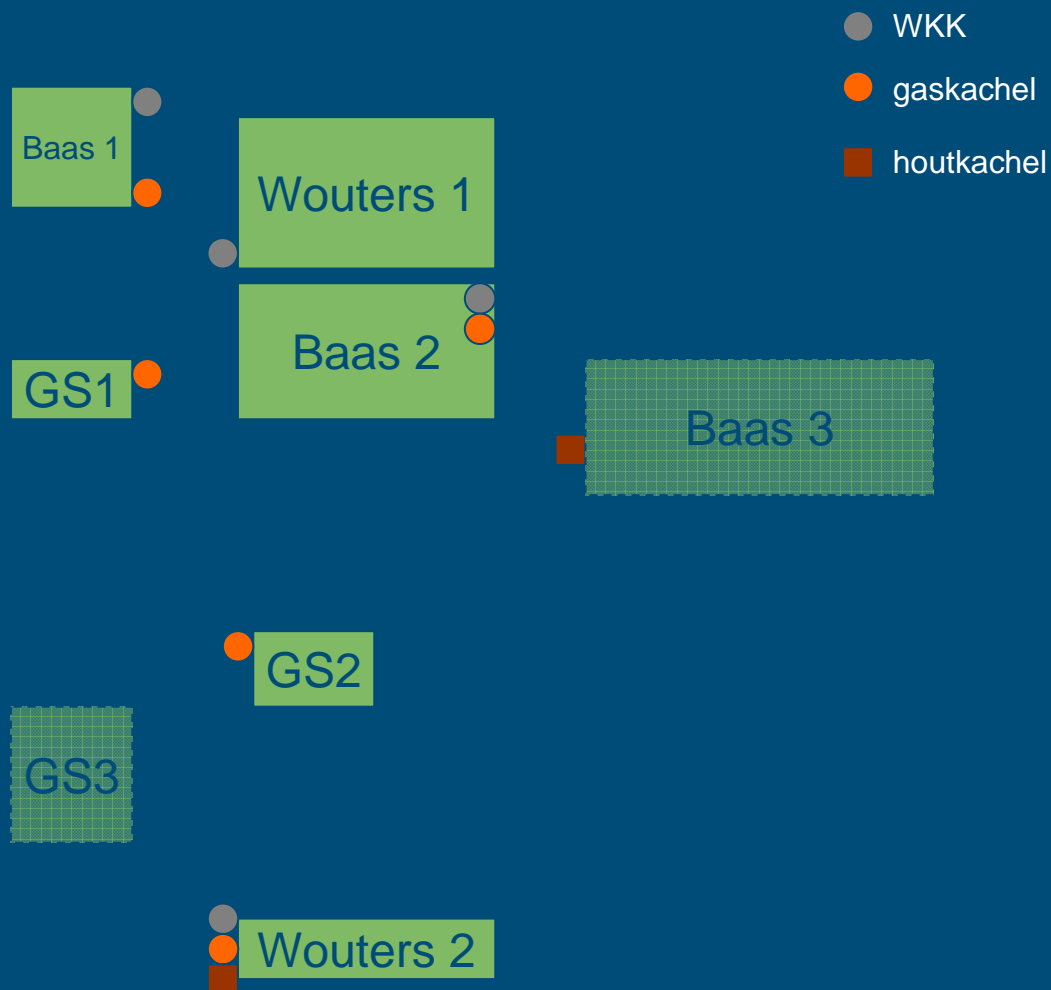 WKK
gaskachel
houtkachel
Baas 1
Wouters 1
Baas 2
GS1
Baas 3
GS2
GS3
Wouters 2